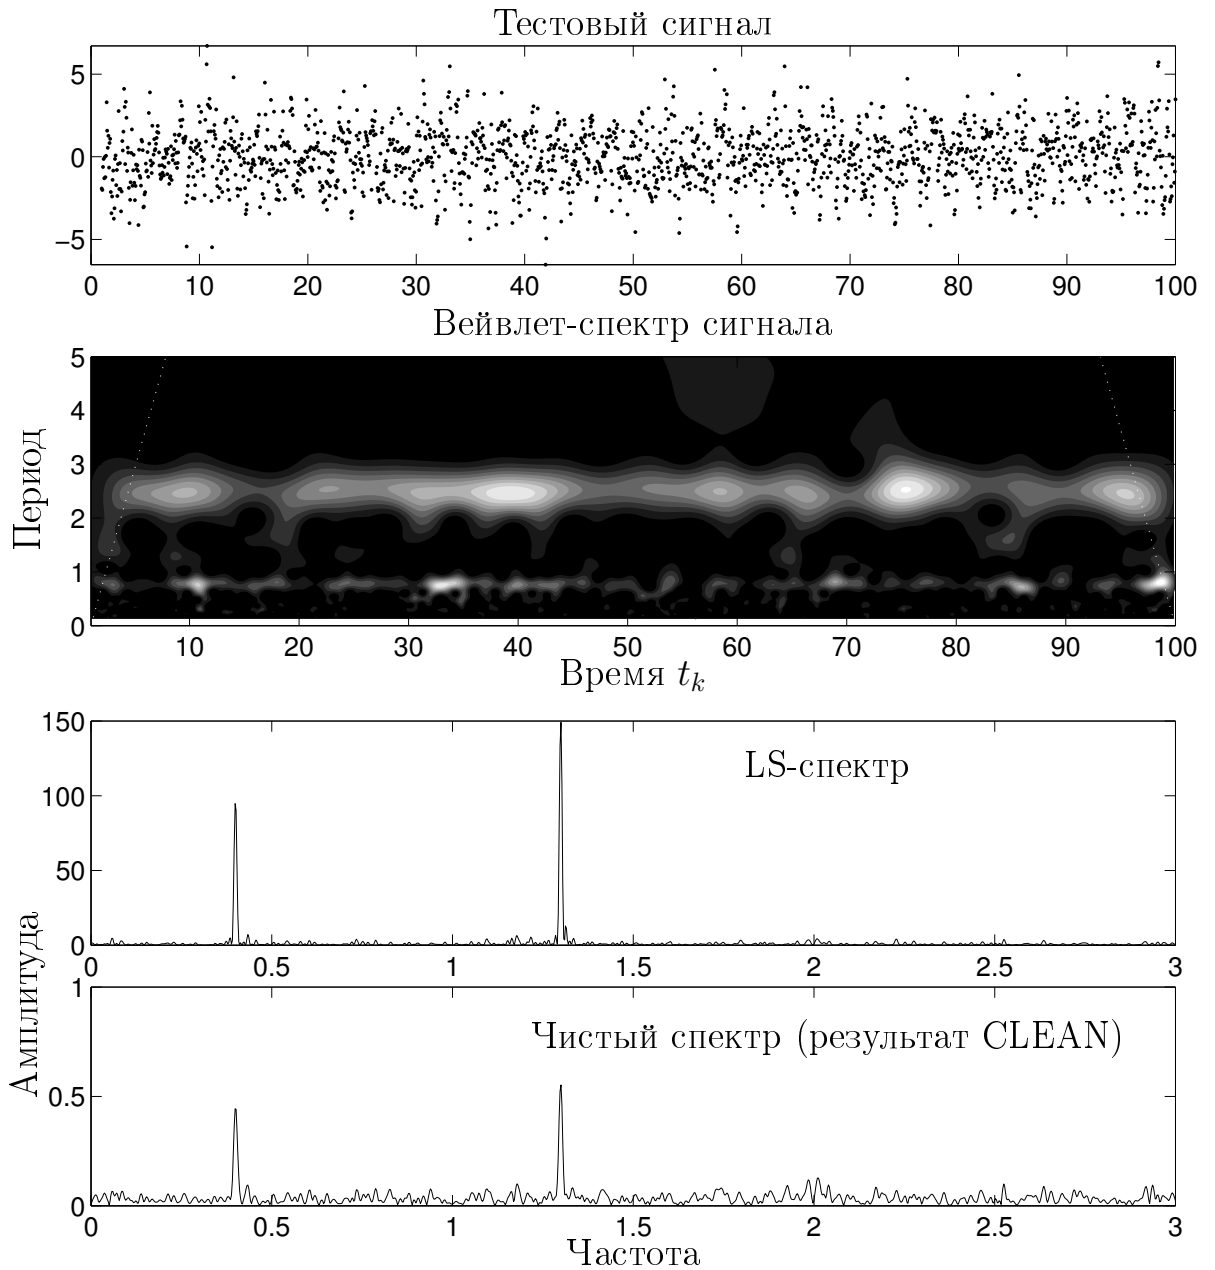 Тестовый сигнал
5
0
−5
0 10 20 30 40 50 60 70 80 90 100
Вейвлет-спектр сигнала
Период
5
4
3
2
1
0
10 20 30 40 50 60 70 80 90 100
Время t_k
Амплитуда
150
100
50
0
LS-спектр
0 0.5 1 1.5 2 2.5 3
1
0.5
0
Чистый спектр (результат CLEAN)
0 0.5 1 1.5 2 2.5 3
Частота